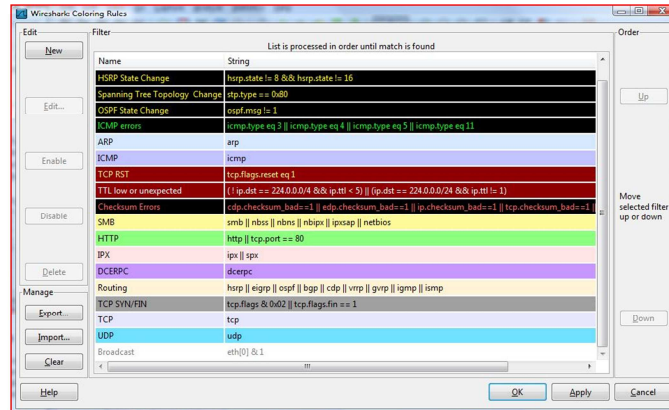 Wireshark: Coloring Rules
Edit
Filter
Order
List is processed in order until match is found
New
Edit...
Enable
Disable
Delete
Manage
Export...
Import...
Clear
Name String
HSRP State Change hsrp.state != 8 && hsrp.state != 16
Spanning Tree Topology Change stp.type == 0x80
OSPF State Change ospf.msg != 1
ICMP errors icmp.type eq 3 || icmp.type eq 4 || icmp.type eq 5 || icmp.type eq 11
ARP arp
ICMP icmp
TCP RST tcp.flags.reset eq 1
TTL low or unexpected ( ! ip.dst == 224.0.0.0/4 && ip.ttl < 5) || (ip.dst == 224.0.0.0/24 && ip.ttl != 1)
Checksum Errors cdp.checksum_bad==1 || edp.checksum_bad==1 || ip.checksum_bad==1 || tcp.checksum_bad==1 ||
SMB smb || nbss || nbns || nbipx || ipxsap || netbios
HTTP http || tcp.port == 80
IPX ipx || spx
DCERPC dcerpc
Routing hsrp || eigrp || ospf || bgp || cdp || vrrp || gvrp || igmp || ismp
TCP SYN/FIN tcp.flags & 0x02 || tcp.flags.fin == 1
TCP tcp
UDP udp
Broadcast eth[0] & 1
Up
Move
selected filter
up or down
Down
Help
OK
Apply
Cancel